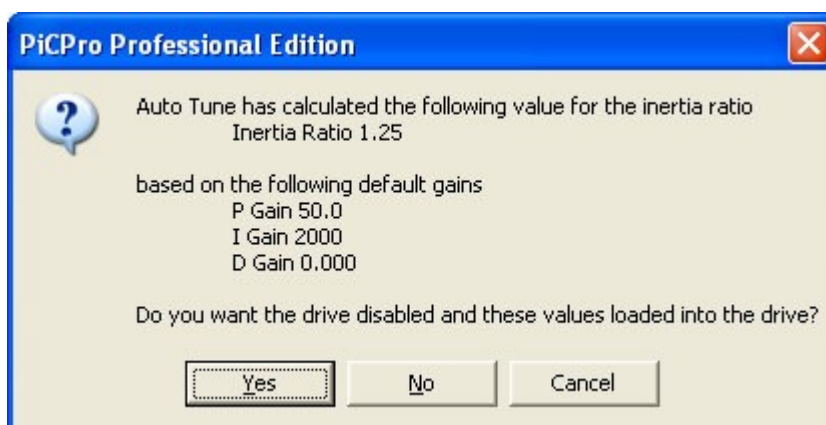 PiCPro Professional Edition
Auto Tune has calculated the following value for the inertia ratio
Inertia Ratio 1.25
based on the following default gains
P Gain 50.0
I Gain 2000
D Gain 0.000
Do you want the drive disabled and these values loaded into the drive?
Yes No Cancel